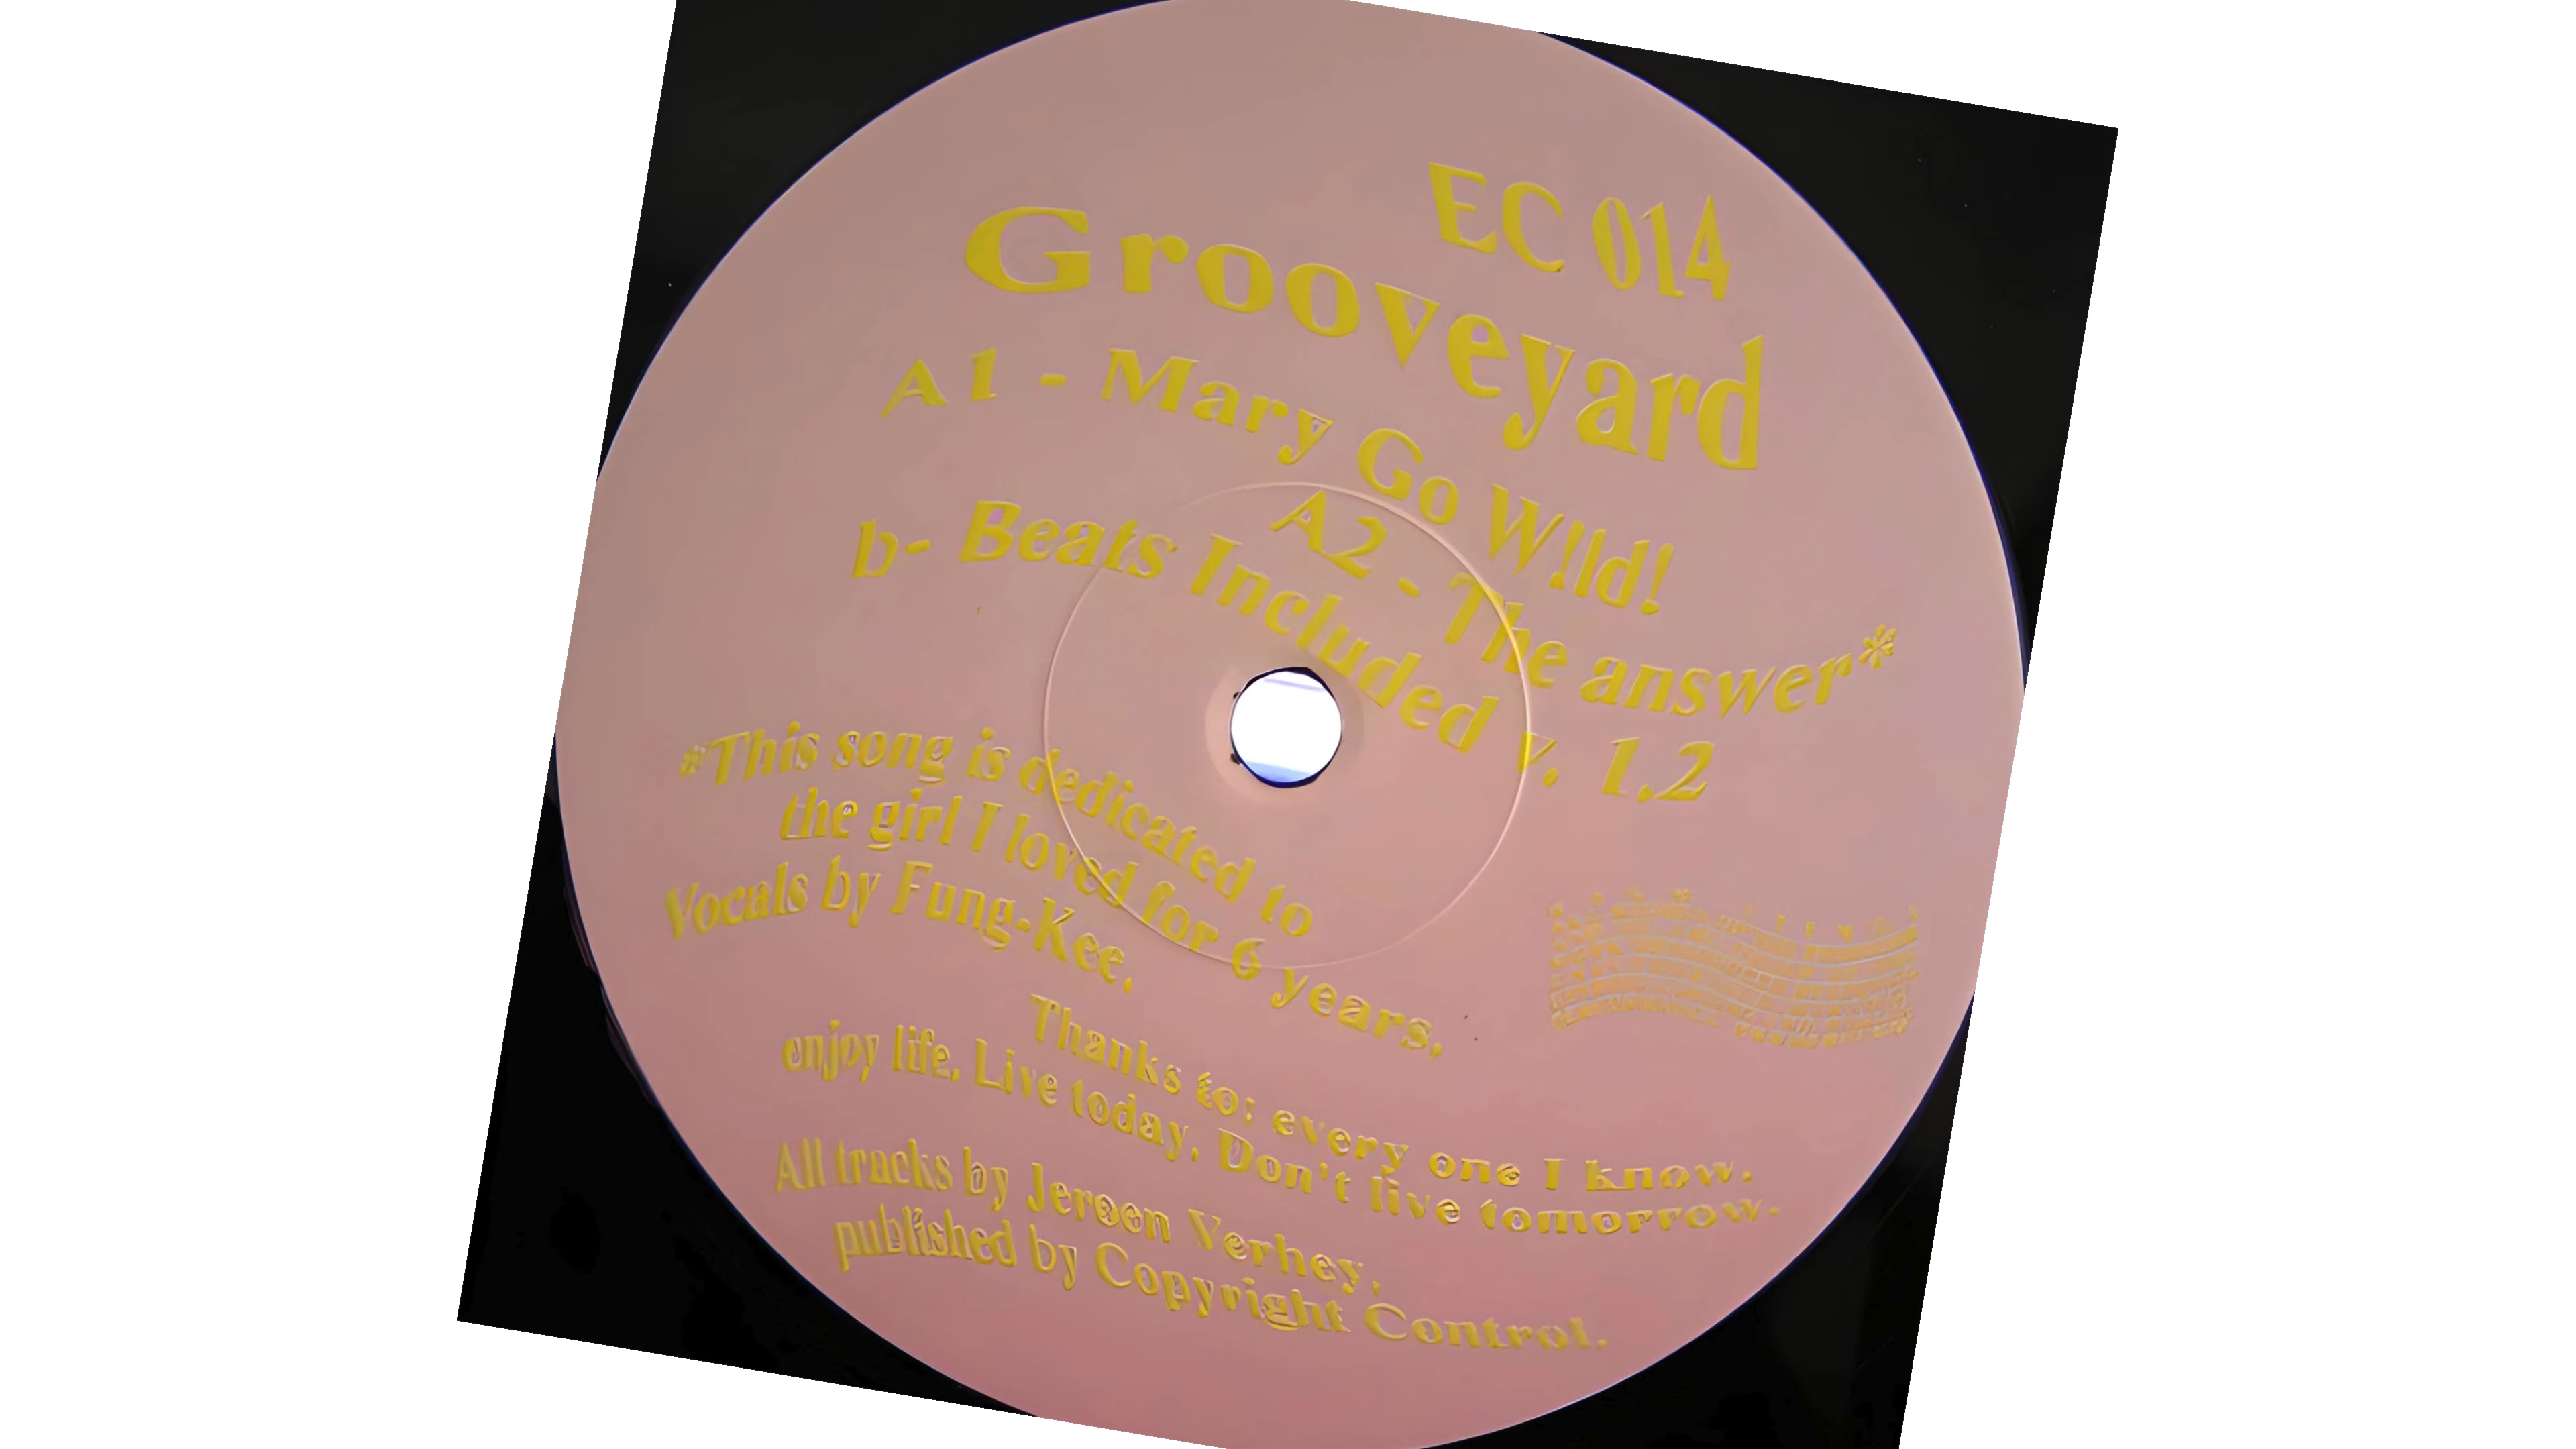 EC 014
Grooveyard
A1 - Mary Go W!ld!
A2 - The answer*
b- Beats Included v. 1.2
*This song is dedicated to
the girl I loved for 6 years.
Vocals by Fung-Kee.
Thanks to: every one I know.
enjoy life. Live today. Don't live tomorrow.
All tracks by Jeroen Verhey.
published by Copyright Control.